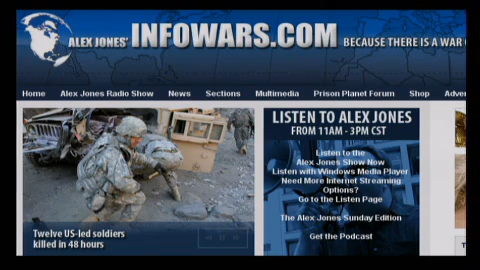 ALEX JONES' INFOWARS.COM BECAUSE THERE IS A WAR
Home Alex Jones Radio Show News Sections Multimedia Prison Planet Forum Shop
LISTEN TO ALEX JONES
FROM 11AM - 3PM CST
Listen to the
Alex Jones Show Now
Listen with Windows Media Player
Need More Internet Streaming
Options?
Go to the Listen Page
The Alex Jones Sunday Edition
Get the Podcast
Twelve US-led soldiers
killed in 48 hours